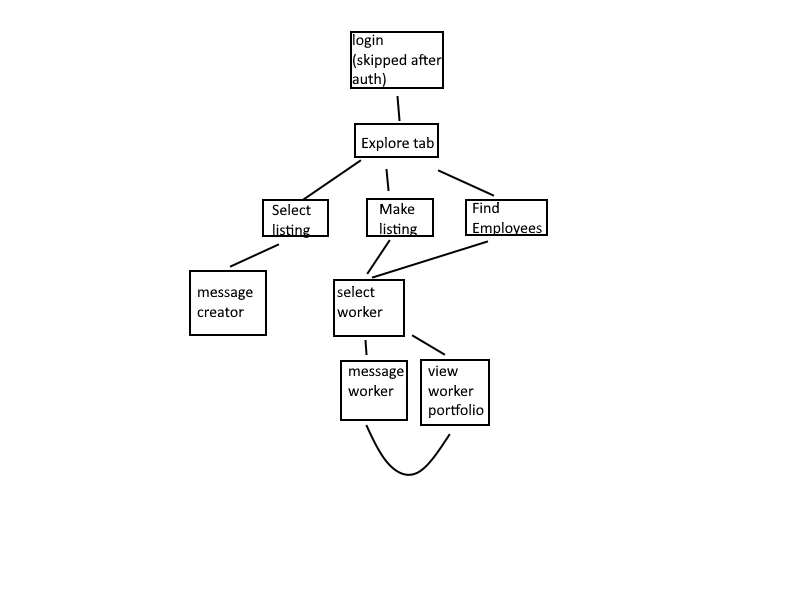 login
(skipped after
auth)
Explore tab
Select
listing
Make
listing
Find
Employees
message
creator
select
worker
message
worker
view
worker
portfolio